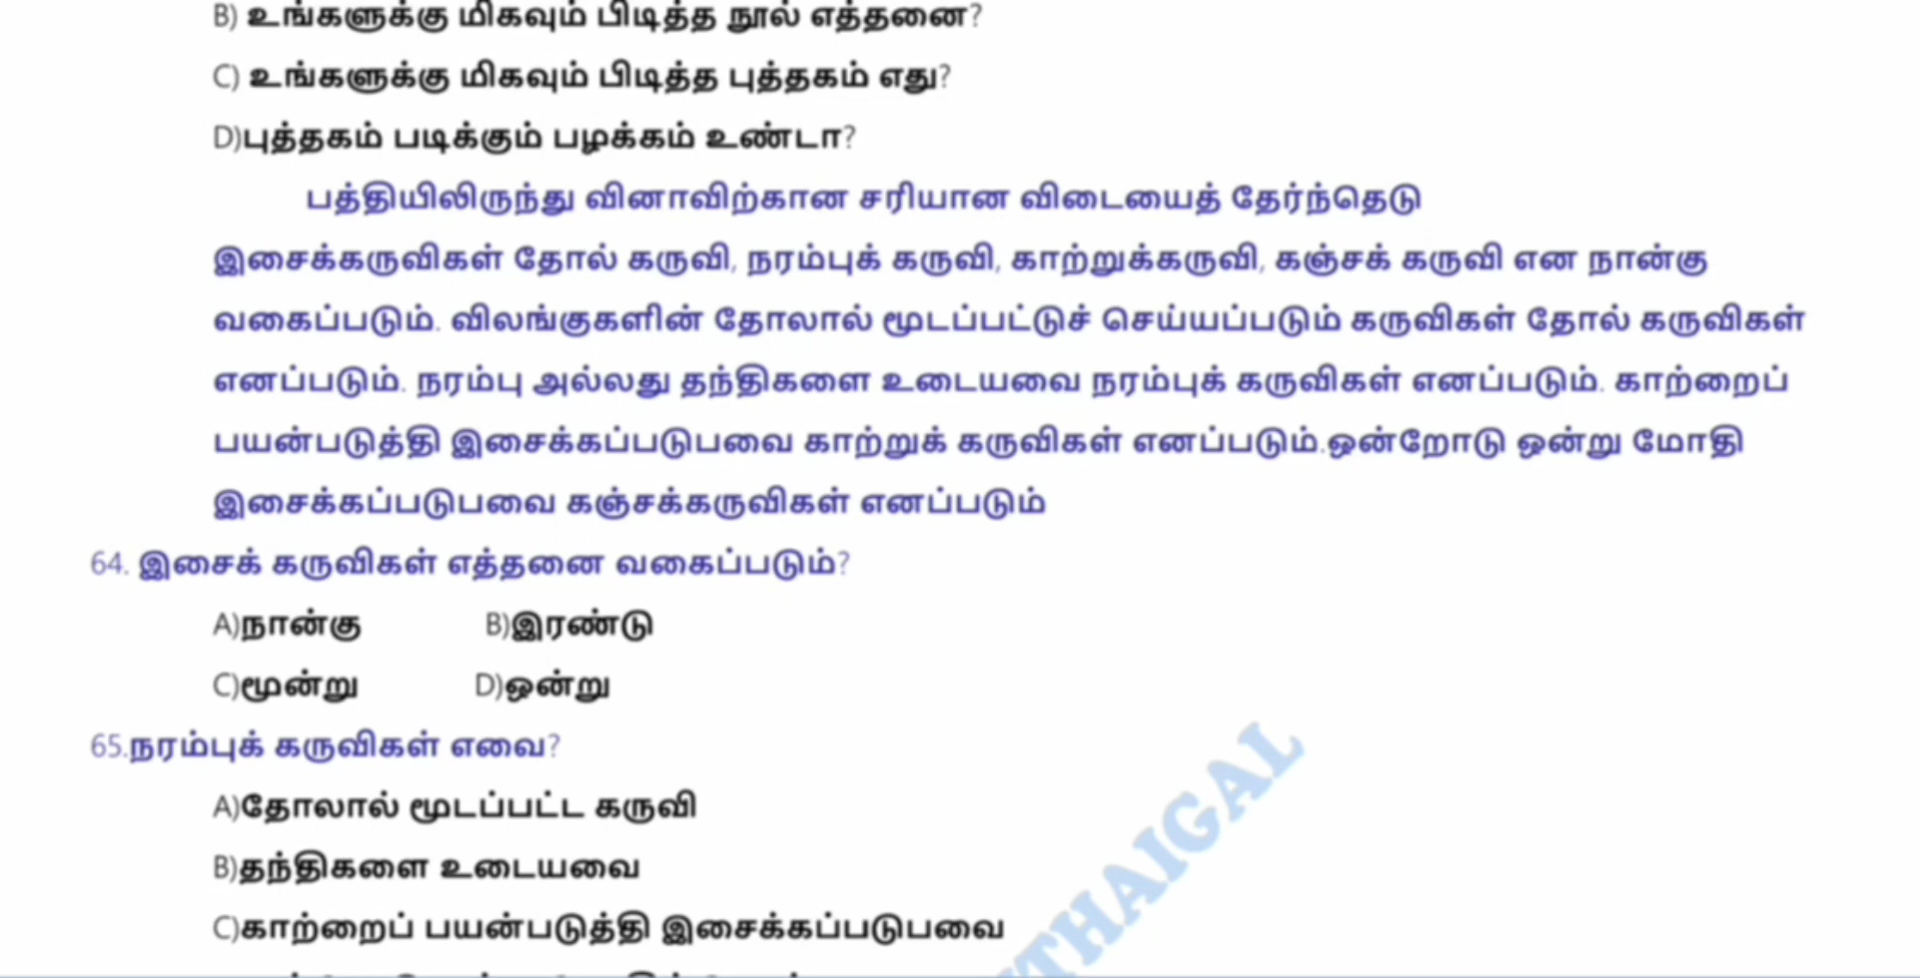 B) உங்களுக்கு மிகவும் பிடித்த நூல் எத்தனை?
C) உங்களுக்கு மிகவும் பிடித்த புத்தகம் எது?
D)புத்தகம் படிக்கும் பழக்கம் உண்டா?
பத்தியிலிருந்து வினாவிற்கான சரியான விடையைத் தேர்ந்தெடு
இசைக்கருவிகள் தோல் கருவி, நரம்புக் கருவி, காற்றுக்கருவி, கஞ்சக் கருவி என நான்கு
வகைப்படும். விலங்குகளின் தோலால் மூடப்பட்டுச் செய்யப்படும் கருவிகள் தோல் கருவிகள்
எனப்படும். நரம்பு அல்லது தந்திகளை உடையவை நரம்புக் கருவிகள் எனப்படும். காற்றைப்
பயன்படுத்தி இசைக்கப்படுபவை காற்றுக் கருவிகள் எனப்படும்.ஒன்றோடு ஒன்று மோதி
இசைக்கப்படுபவை கஞ்சக்கருவிகள் எனப்படும்
64. இசைக் கருவிகள் எத்தனை வகைப்படும்?
A)நான்கு B)இரண்டு
C)மூன்று D)ஒன்று
65.நரம்புக் கருவிகள் எவை?
A)தோலால் மூடப்பட்ட கருவி
B)தந்திகளை உடையவை
C)காற்றைப் பயன்படுத்தி இசைக்கப்படுபவை
THAIGAL